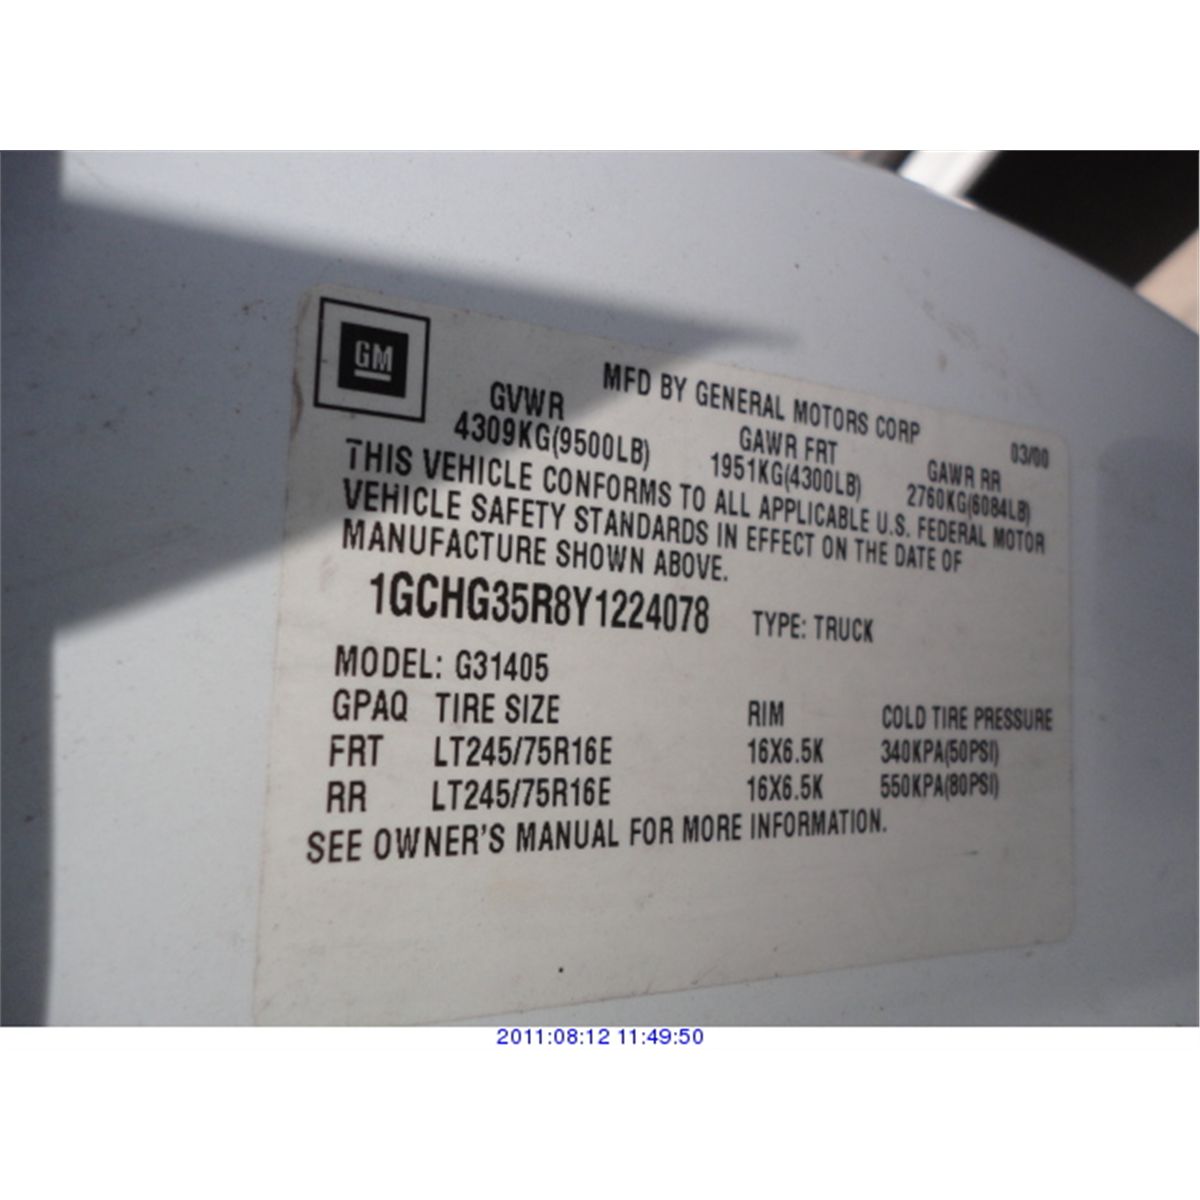 GM
MFD BY GENERAL MOTORS CORP 03/00
GVWR GAWR FRT GAWR RR
4309KG(9500LB) 1951KG(4300LB) 2760KG(6084LB)
THIS VEHICLE CONFORMS TO ALL APPLICABLE U.S. FEDERAL MOTOR
VEHICLE SAFETY STANDARDS IN EFFECT ON THE DATE OF
MANUFACTURE SHOWN ABOVE.
1GCHG35R8Y1224078 TYPE: TRUCK
MODEL: G31405
GPAQ TIRE SIZE RIM COLD TIRE PRESSURE
FRT LT245/75R16E 16X6.5K 340KPA(50PSI)
RR LT245/75R16E 16X6.5K 550KPA(80PSI)
SEE OWNER'S MANUAL FOR MORE INFORMATION.
2011:08:12 11:49:50